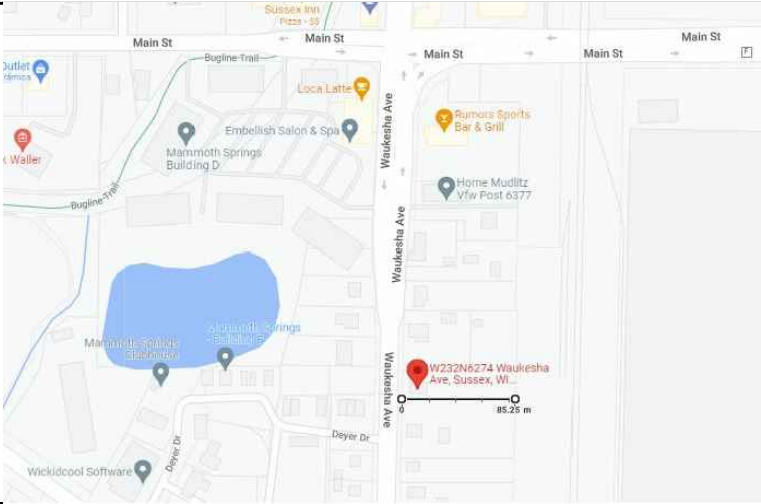 Sussex Inn
Pizza - $$
Main St
Main St
Main St
Main St
Main St
Bugline Trail
Outlet
Loca Latte
Waukesha Ave
Rumors Sports
Bar & Grill
Embellish Salon & Spa
k Waller
Mammoth Springs
Building D
Home Mudlitz
Vfw Post 6377
Bugline Trail
Waukesha Ave
Mammoth Springs
- Building F
Mammoth Springs
Clubhouse
W232N6274 Waukesha
Ave, Sussex, WI...
Waukesha Ave
0
85.25 m
Deyer Dr
Deyer Dr
Wickidcool Software